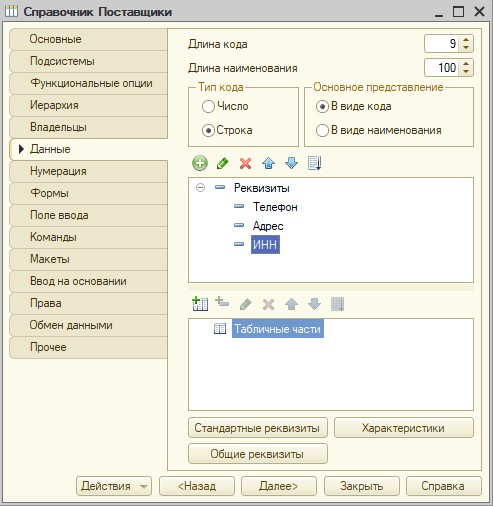 Справочник Поставщики
Основные
Подсистемы
Функциональные опции
Иерархия
Владельцы
Данные
Нумерация
Формы
Поле ввода
Команды
Макеты
Ввод на основании
Права
Обмен данными
Прочее
Длина кода 9
Длина наименования 100
Тип кода
Число
Строка
Основное представление
В виде кода
В виде наименования
Реквизиты
Телефон
Адрес
ИНН
Табличные части
Стандартные реквизиты Характеристики
Общие реквизиты
Действия <Назад Далее> Закрыть Справка